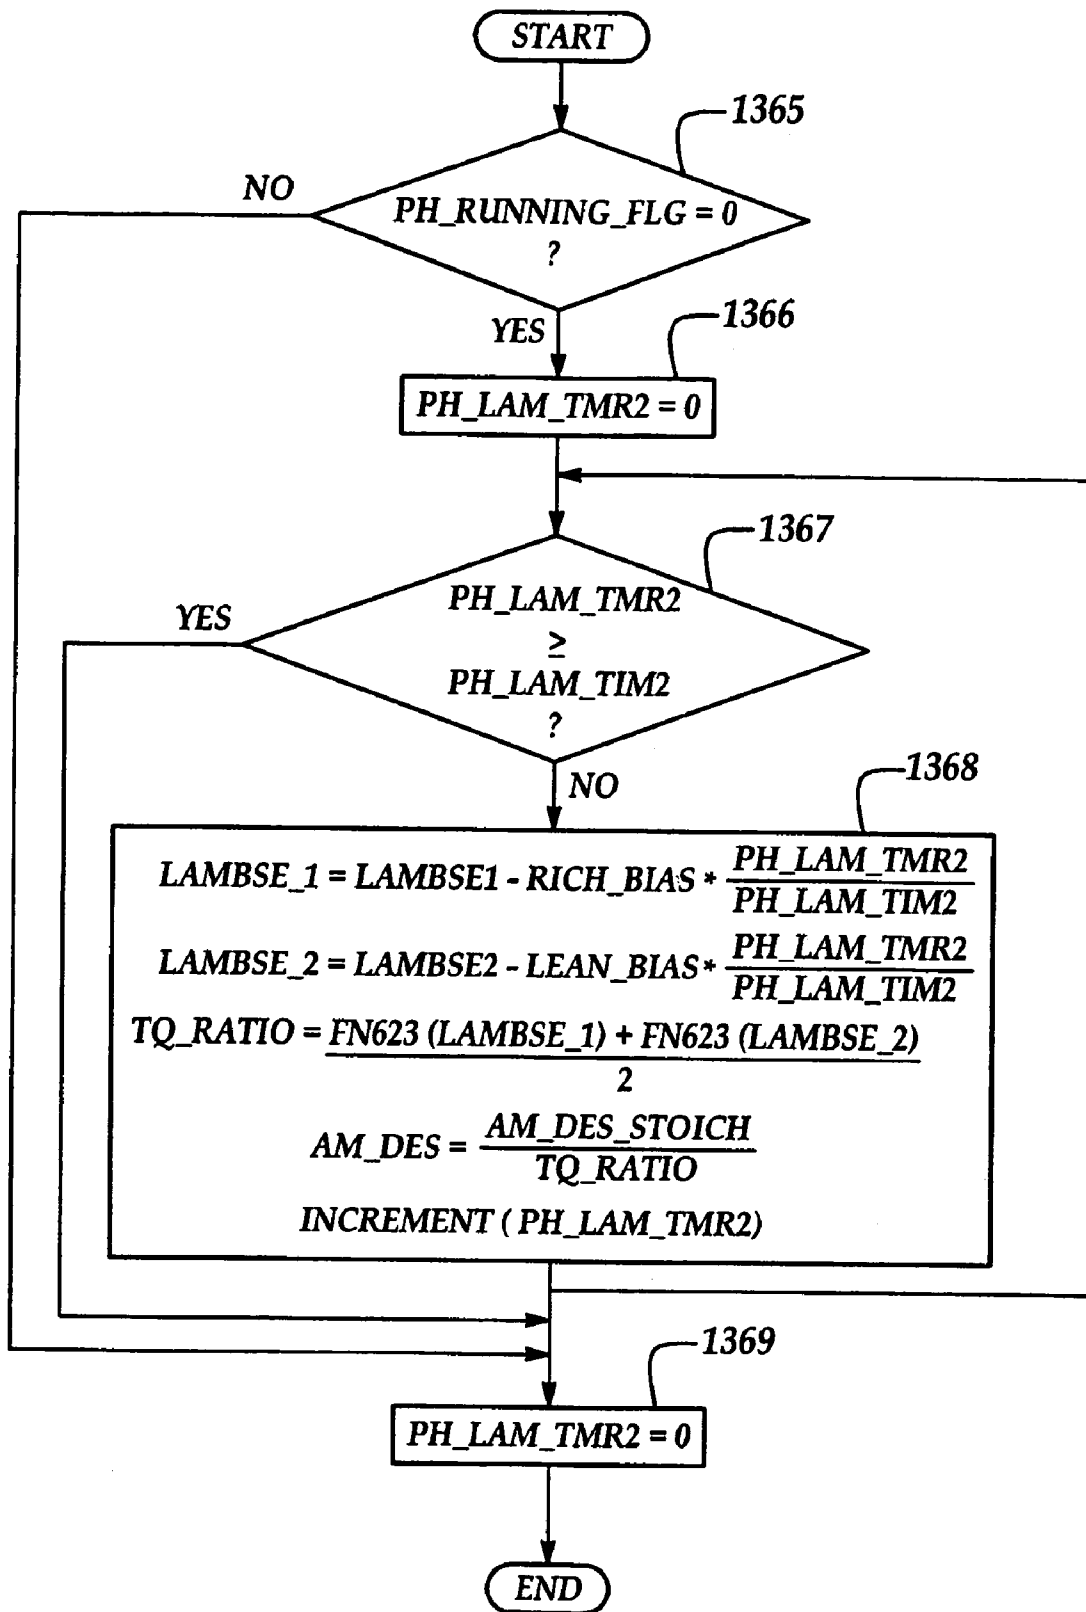 START
1365
NO
PH_RUNNING_FLG = 0
?
YES
1366
PH_LAM_TMR2 = 0
1367
YES
PH_LAM_TMR2
≥
PH_LAM_TIM2
?
NO
1368
LAMBSE_1 = LAMBSE1 - RICH_BIAS * PH_LAM_TMR2 / PH_LAM_TIM2
LAMBSE_2 = LAMBSE2 - LEAN_BIAS * PH_LAM_TMR2 / PH_LAM_TIM2
TQ_RATIO = FN623 (LAMBSE_1) + FN623 (LAMBSE_2) / 2
AM_DES = AM_DES_STOICH / TQ_RATIO
INCREMENT ( PH_LAM_TMR2)
1369
PH_LAM_TMR2 = 0
END